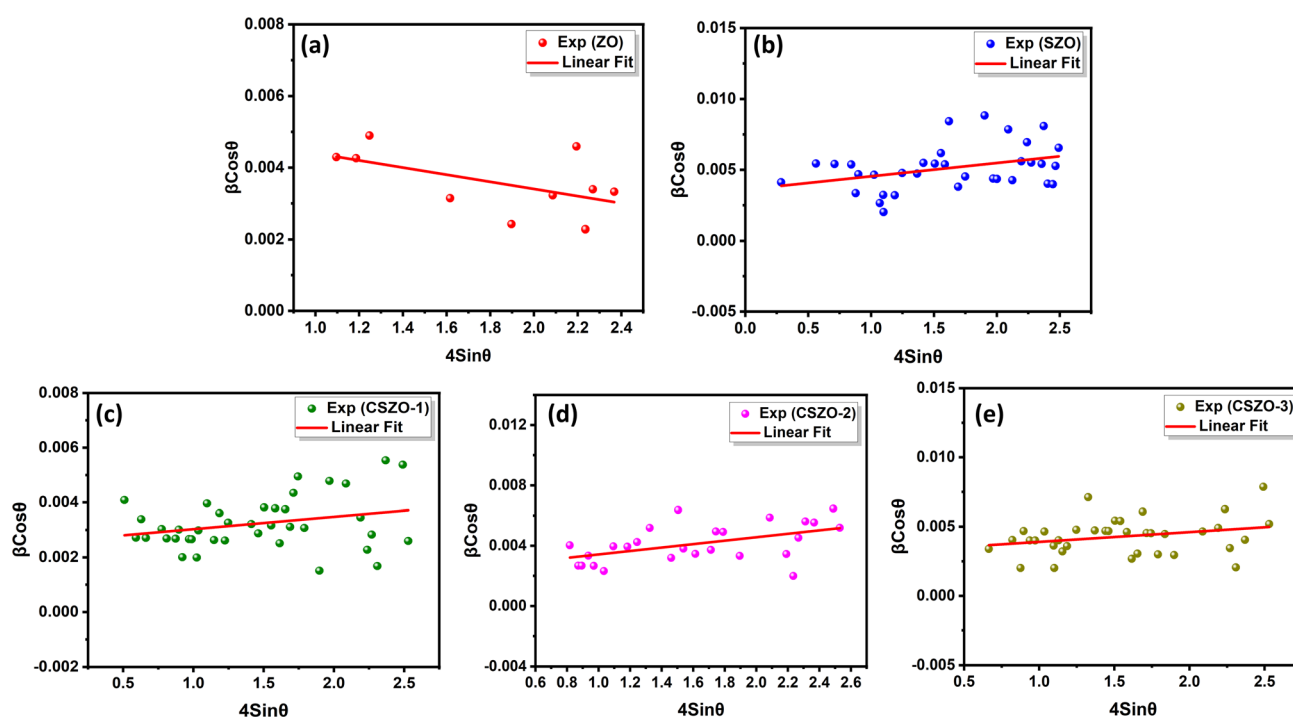 (a)
Exp (ZO)
Linear Fit
0.008
0.006
0.004
0.002
0.000
βCosθ
1.0 1.2 1.4 1.6 1.8 2.0 2.2 2.4
4Sinθ
(b)
Exp (SZO)
Linear Fit
0.015
0.010
0.005
0.000
-0.005
βCosθ
0.0 0.5 1.0 1.5 2.0 2.5
4Sinθ
(c)
Exp (CSZO-1)
Linear Fit
0.008
0.006
0.004
0.002
0.000
-0.002
βCosθ
0.5 1.0 1.5 2.0 2.5
4Sinθ
(d)
Exp (CSZO-2)
Linear Fit
0.012
0.008
0.004
0.000
-0.004
βCosθ
0.6 0.8 1.0 1.2 1.4 1.6 1.8 2.0 2.2 2.4 2.6
4Sinθ
(e)
Exp (CSZO-3)
Linear Fit
0.015
0.010
0.005
0.000
-0.005
βCosθ
0.5 1.0 1.5 2.0 2.5
4Sinθ